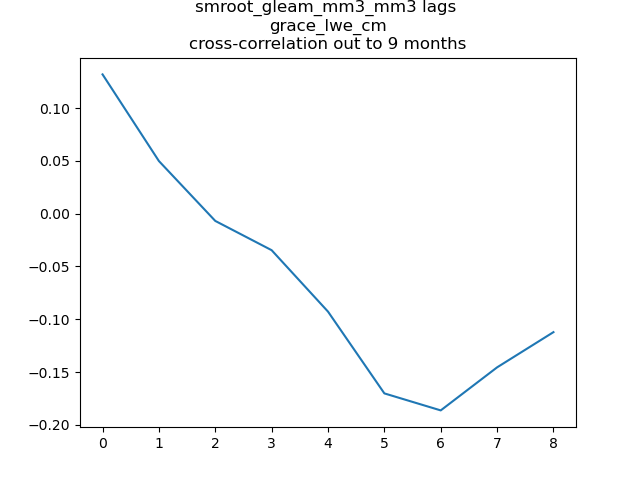 smroot_gleam_mm3_mm3 lags
grace_lwe_cm
cross-correlation out to 9 months
0.10
0.05
0.00
−0.05
−0.10
−0.15
−0.20
0 1 2 3 4 5 6 7 8